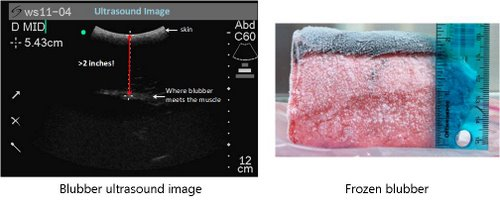 ws11-04
Ultrasound Image
Abd
D MID
C60
5.43cm
skin
>2 inches!
Where blubber
meets the muscle
12
cm
Blubber ultrasound image
Frozen blubber